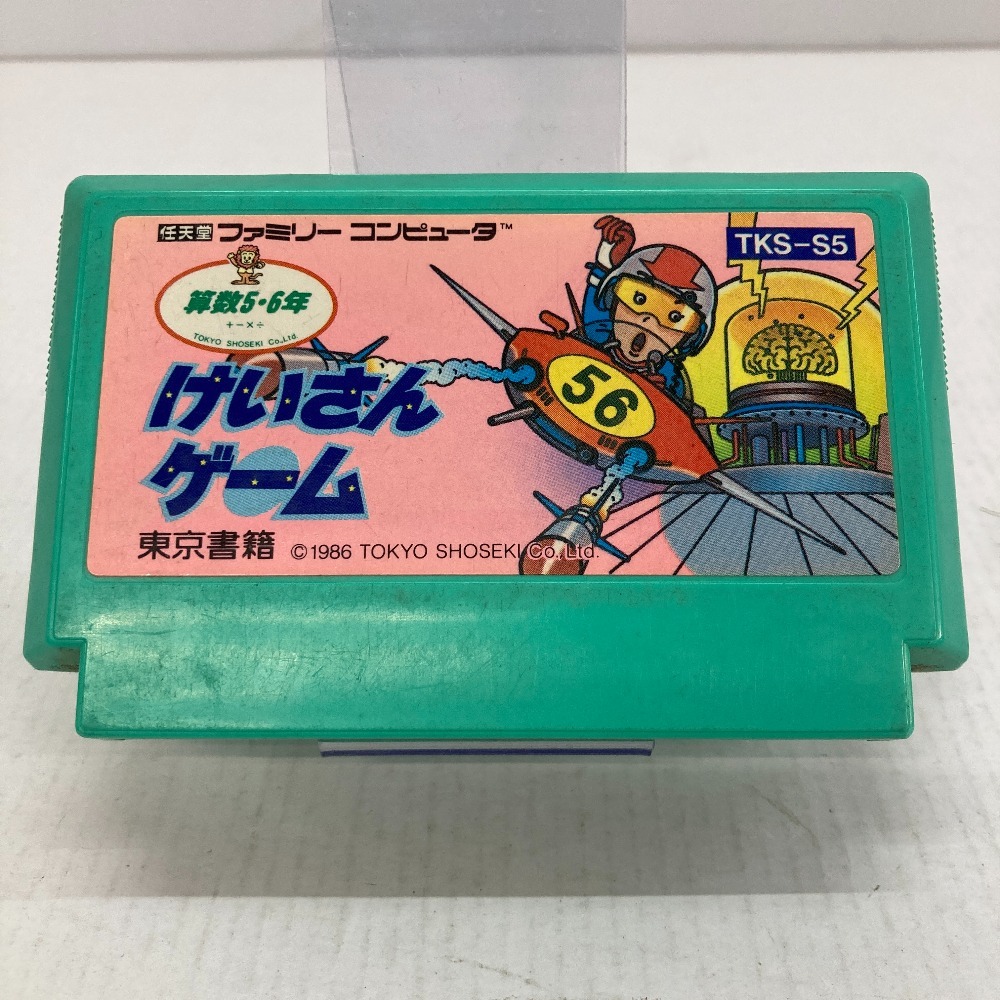 任天堂 ファミリー コンピュータ™
TKS-S5
算数5・6年
+-×÷
TOKYO SHOSEKI Co.,Ltd.
けいさん
ゲーム
56
東京書籍 ©1986 TOKYO SHOSEKI Co., Ltd.